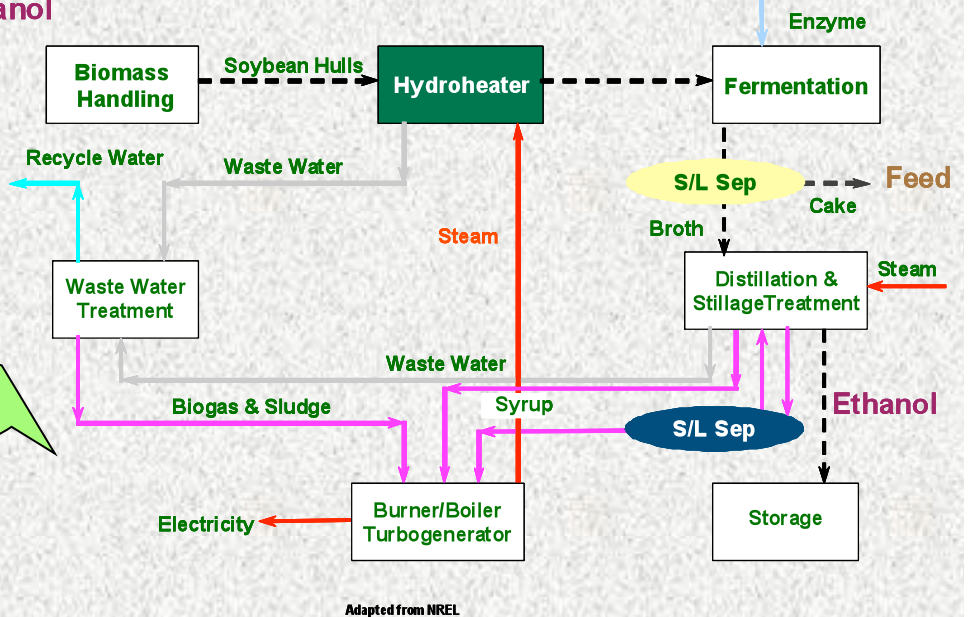 anol
Enzyme
Biomass
Handling
Soybean Hulls
Hydroheater
Fermentation
Recycle Water
Waste Water
S/L Sep
Feed
Cake
Broth
Steam
Waste Water
Treatment
Distillation &
StillageTreatment
Steam
Waste Water
Biogas & Sludge
Syrup
Ethanol
S/L Sep
Burner/Boiler
Turbogenerator
Electricity
Storage
Adapted from NREL